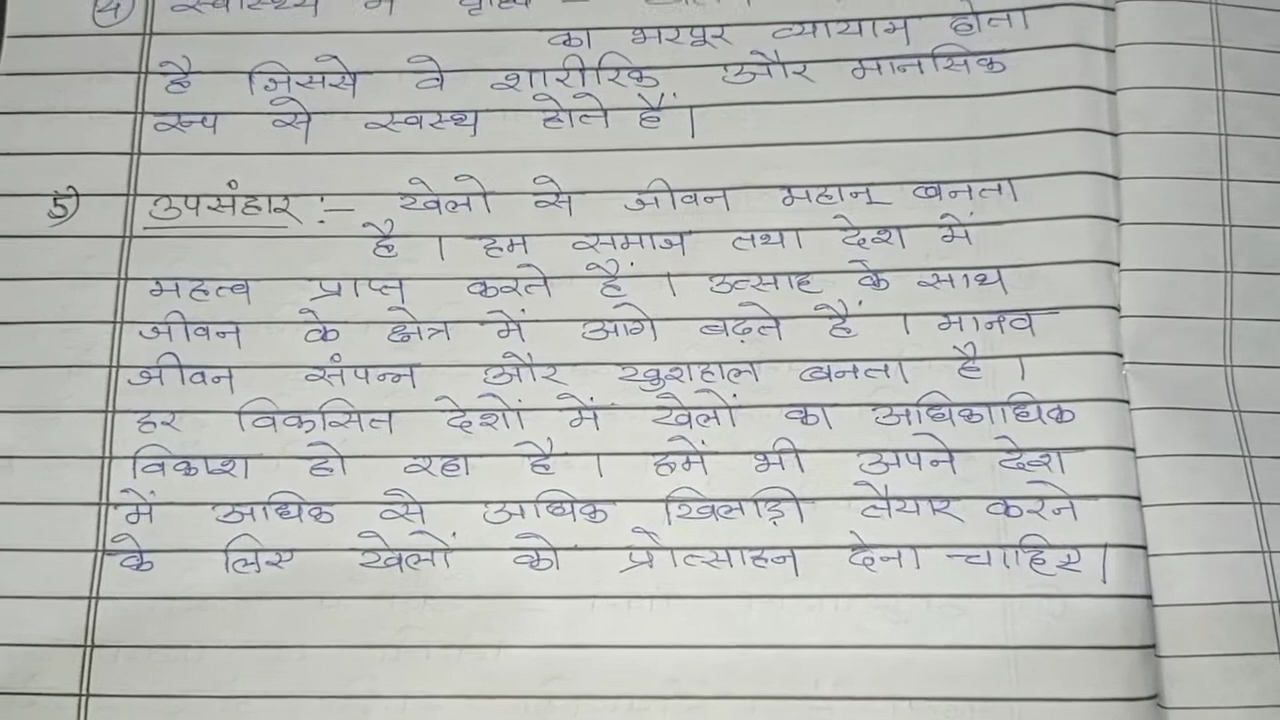 4) स्वास्थ्य में वृद्धि :-
का भरपूर व्यायाम होता
है जिससे वे शारीरिक और मानसिक
रूप से स्वस्थ होते हैं।
5) उपसंहार :- खेलो से जीवन महान् बनता
है । हम समाज तथा देश में
महत्व प्राप्त करते हैं । उत्साह के साथ
जीवन के क्षेत्र में आगे बढ़ते हैं । मानव
जीवन संपन्न और खुशहाल बनता है ।
हर विकसित देशों में खेलों का अधिकाधिक
विकाश हो रहा है । हमें भी अपने देश
में अधिक से अधिक खिलाड़ी तैयार करने
के लिए खेलों को प्रोत्साहन देना चाहिए।